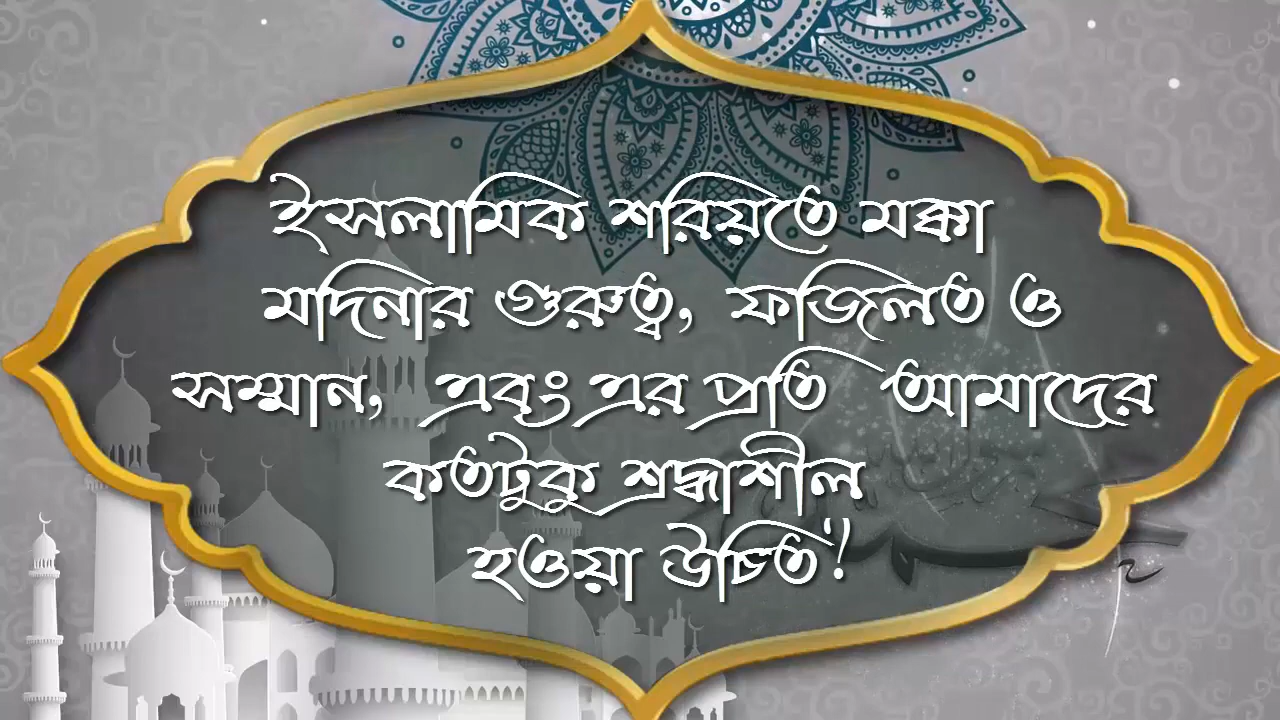 ইসলামিক শরিয়তে মক্কা
মদিনার গুরুত্ব, ফজিলত ও
সম্মান, এবং এর প্রতি আমাদের
কতটুকু শ্রদ্ধাশীল
হওয়া উচিত!